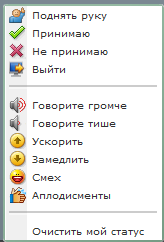 Поднять руку
Принимаю
Не принимаю
Выйти
Говорите громче
Говорите тише
Ускорить
Замедлить
Смех
Аплодисменты
Очистить мой статус